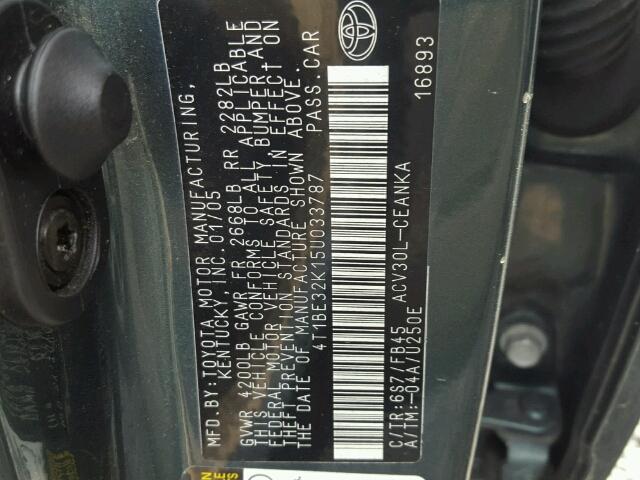 MFD. BY: TOYOTA MOTOR MANUFACTURING,
KENTUCKY, INC. 01/05
GVWR 4200LB GAWR FR 2668LB RR 2282LB
THIS VEHICLE CONFORMS TO ALL APPLICABLE
FEDERAL MOTOR VEHICLE SAFETY, BUMPER, AND
THEFT PREVENTION STANDARDS IN EFFECT ON
THE DATE OF MANUFACTURE SHOWN ABOVE.
4T1BE32K15U033787 PASS. CAR
C/TR:6S7/FB45 ACV30L-CEANKA
A/TM:-04A/U250E 16893